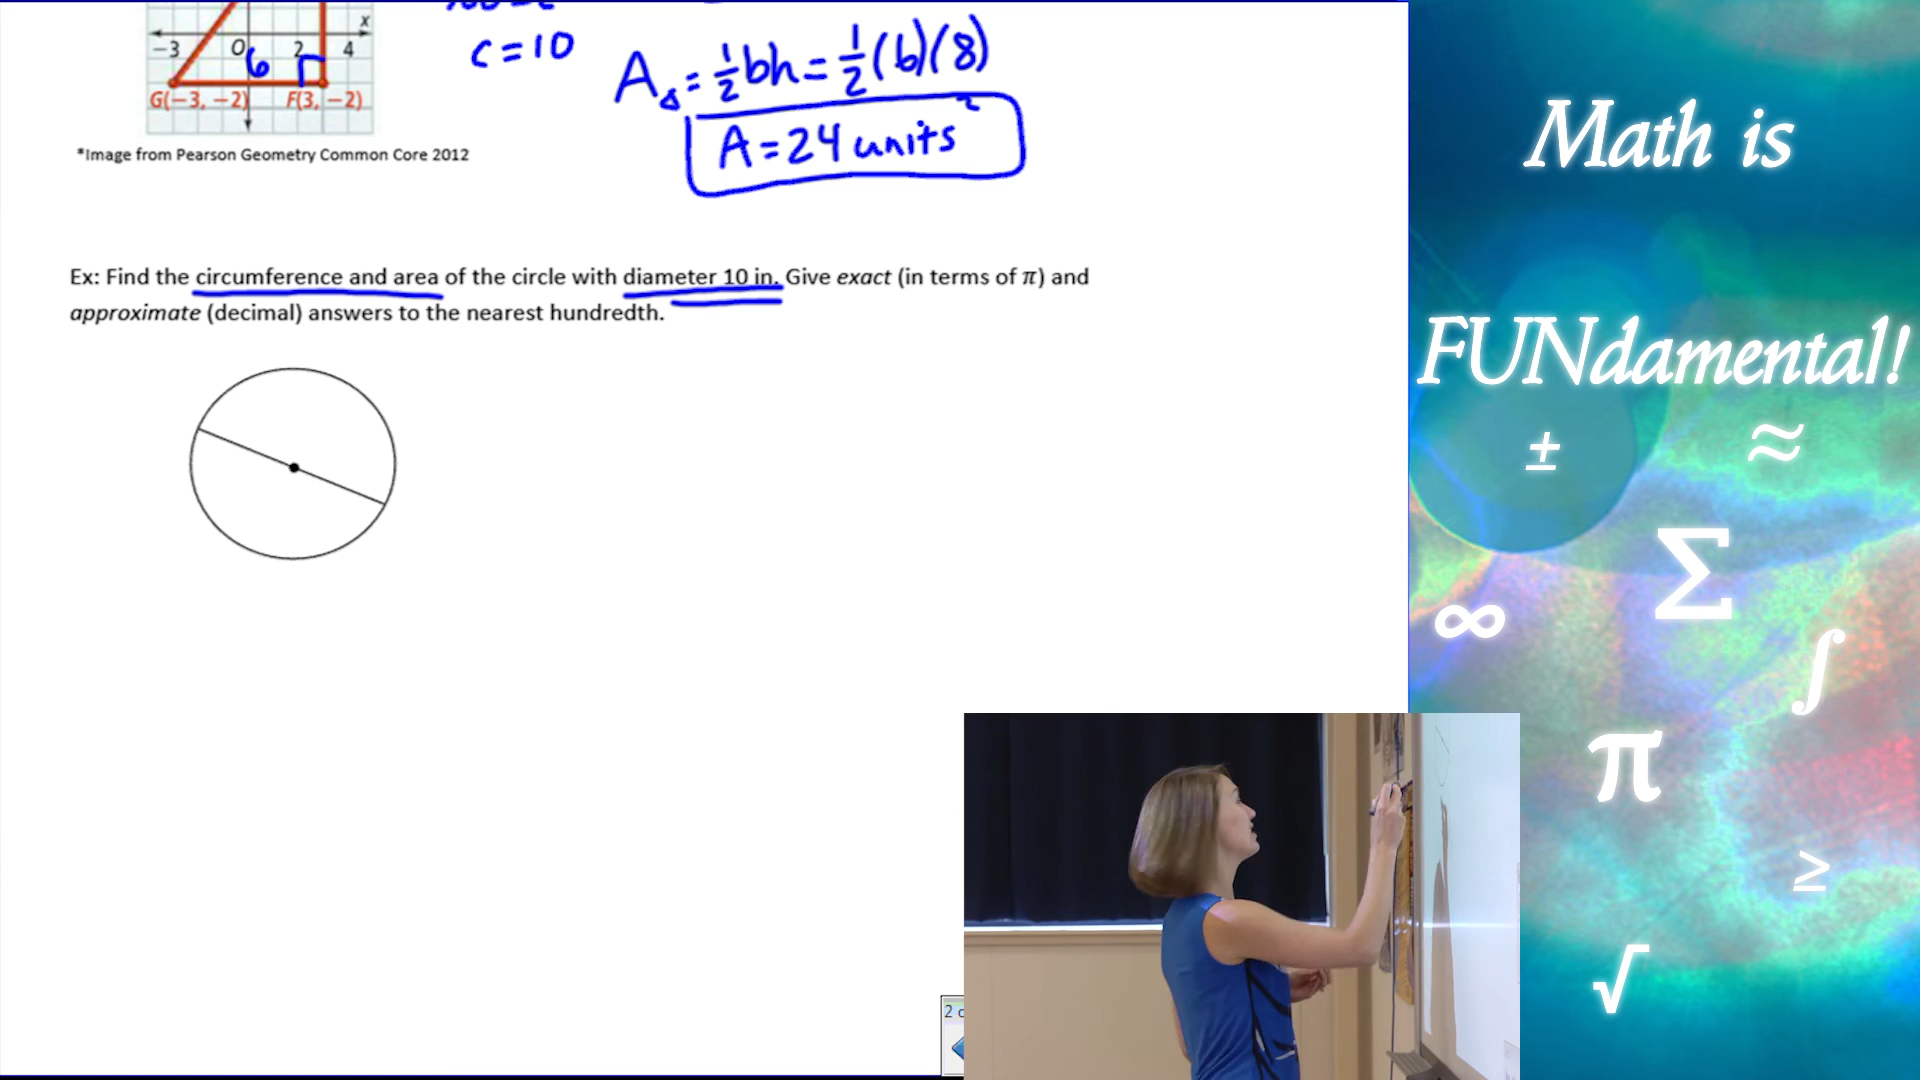 x
-3 O 2 4
6
G(-3, -2) F(3, -2)
*Image from Pearson Geometry Common Core 2012
c = 10
A△ = ½bh = ½(6)(8)
A = 24 units²
Ex: Find the circumference and area of the circle with diameter 10 in. Give exact (in terms of π) and
approximate (decimal) answers to the nearest hundredth.
2
Math is
FUNdamental!
± ≈
Σ
∞
∫
π
≥
√